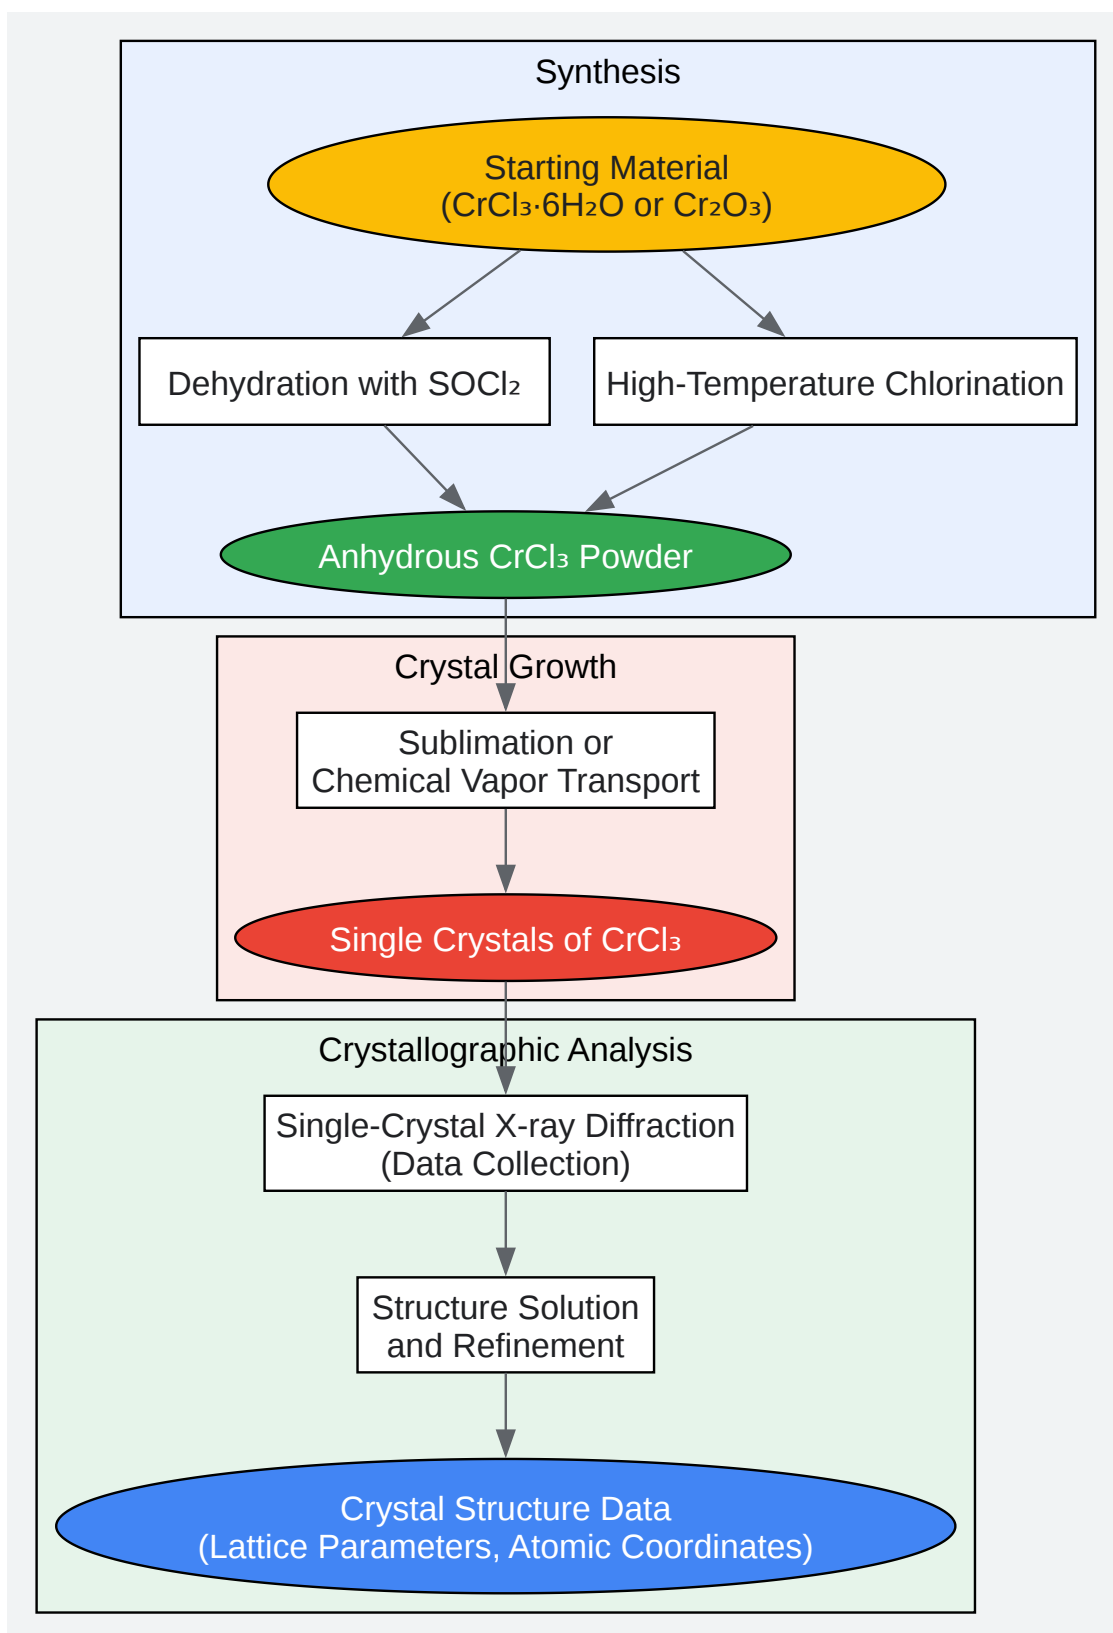 Synthesis
Starting Material
(CrCl₃·6H₂O or Cr₂O₃)
Dehydration with SOCl₂
High-Temperature Chlorination
Anhydrous CrCl₃ Powder
Crystal Growth
Sublimation or
Chemical Vapor Transport
Single Crystals of CrCl₃
Crystallographic Analysis
Single-Crystal X-ray Diffraction
(Data Collection)
Structure Solution
and Refinement
Crystal Structure Data
(Lattice Parameters, Atomic Coordinates)